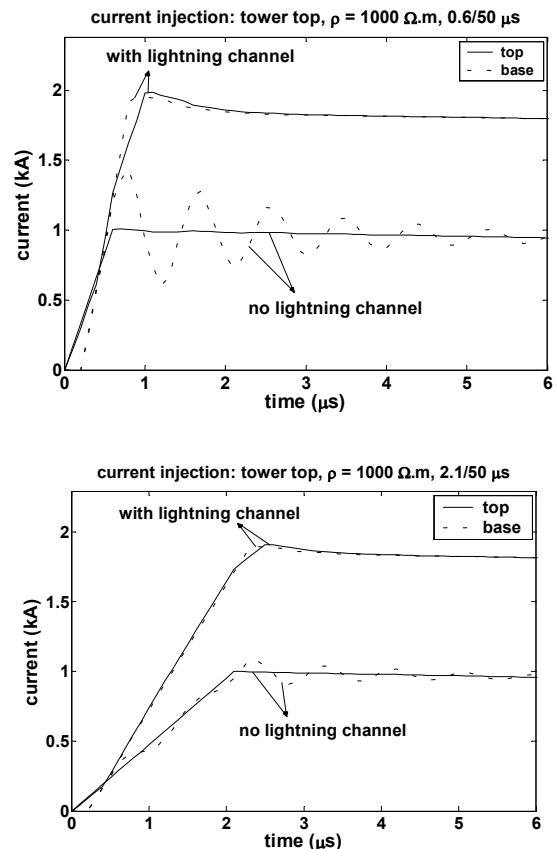 current injection: tower top, ρ = 1000 Ω.m, 0.6/50 μs
with lightning channel
top
base
2
1.5
1
0.5
0
current (kA)
no lightning channel
0 1 2 3 4 5 6
time (μs)
current injection: tower top, ρ = 1000 Ω.m, 2.1/50 μs
with lightning channel
top
base
2
1.5
1
0.5
0
current (kA)
no lightning channel
0 1 2 3 4 5 6
time (μs)